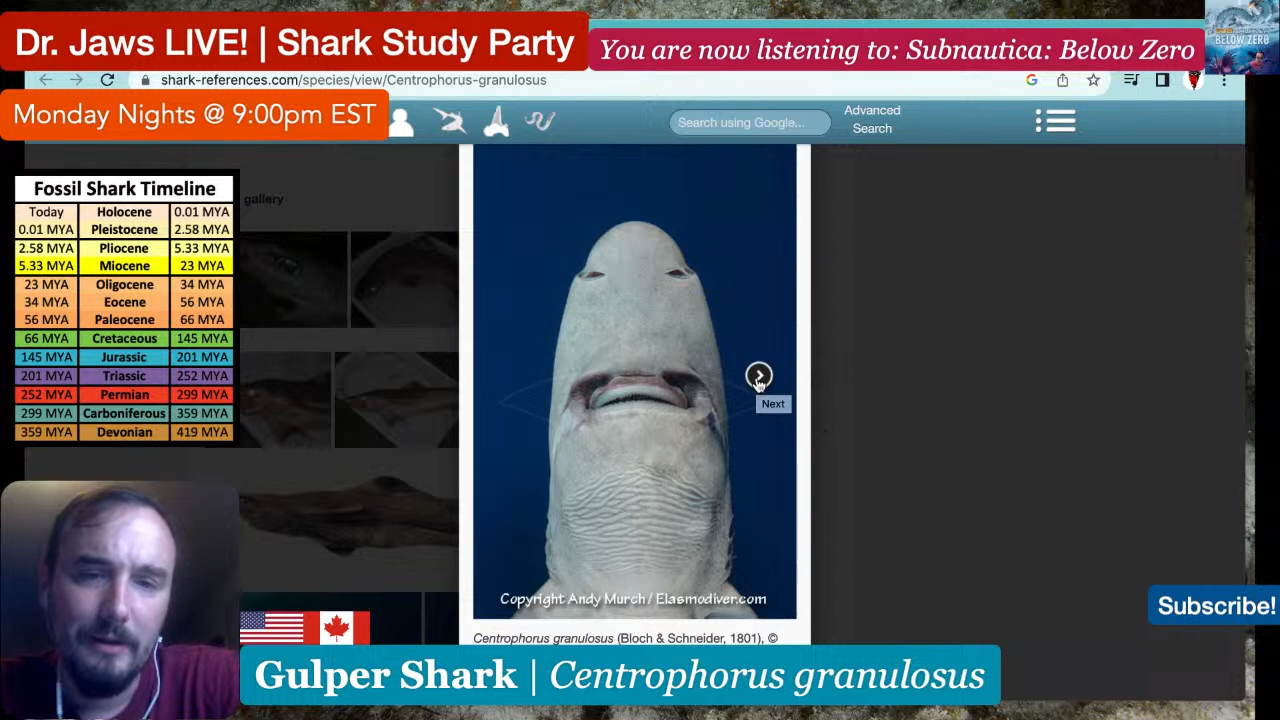 Dr. Jaws LIVE! | Shark Study Party
You are now listening to: Subnautica: Below Zero
BELOW ZERO
shark-references.com/species/view/Centrophorus-granulosus
Monday Nights @ 9:00pm EST
Search using Google...
Advanced
Search
gallery
Fossil Shark Timeline
Today Holocene 0.01 MYA
0.01 MYA Pleistocene 2.58 MYA
2.58 MYA Pliocene 5.33 MYA
5.33 MYA Miocene 23 MYA
23 MYA Oligocene 34 MYA
34 MYA Eocene 56 MYA
56 MYA Paleocene 66 MYA
66 MYA Cretaceous 145 MYA
145 MYA Jurassic 201 MYA
201 MYA Triassic 252 MYA
252 MYA Permian 299 MYA
299 MYA Carboniferous 359 MYA
359 MYA Devonian 419 MYA
Next
Copyright Andy Murch / Elasmodiver.com
Centrophorus granulosus (Bloch & Schneider, 1801), ©
Subscribe!
Gulper Shark | Centrophorus granulosus